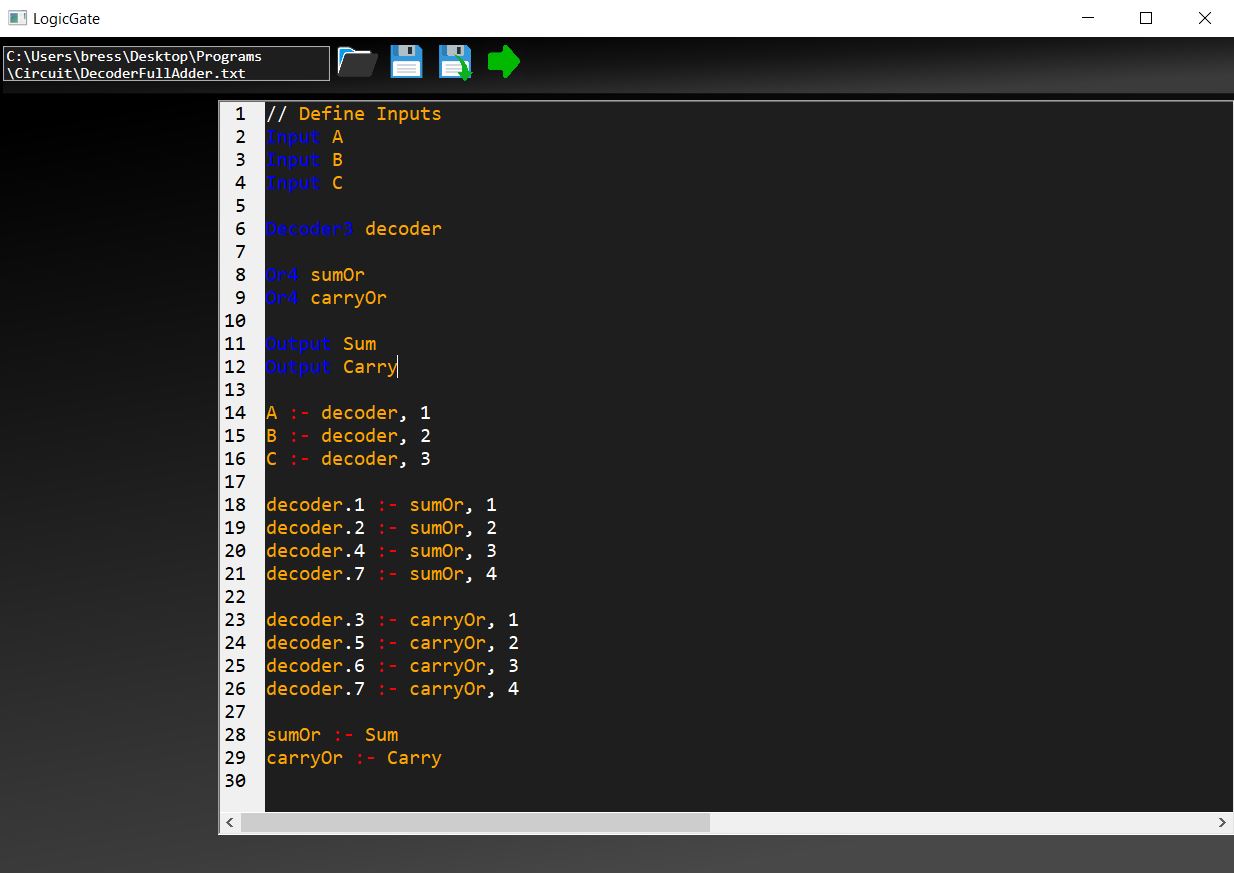 LogicGate
C:\Users\bress\Desktop\Programs
\Circuit\DecoderFullAdder.txt
1 // Define Inputs
2 Input A
3 Input B
4 Input C
5
6 Decoder3 decoder
7
8 Or4 sumOr
9 Or4 carryOr
10
11 Output Sum
12 Output Carry
13
14 A :- decoder, 1
15 B :- decoder, 2
16 C :- decoder, 3
17
18 decoder.1 :- sumOr, 1
19 decoder.2 :- sumOr, 2
20 decoder.4 :- sumOr, 3
21 decoder.7 :- sumOr, 4
22
23 decoder.3 :- carryOr, 1
24 decoder.5 :- carryOr, 2
25 decoder.6 :- carryOr, 3
26 decoder.7 :- carryOr, 4
27
28 sumOr :- Sum
29 carryOr :- Carry
30